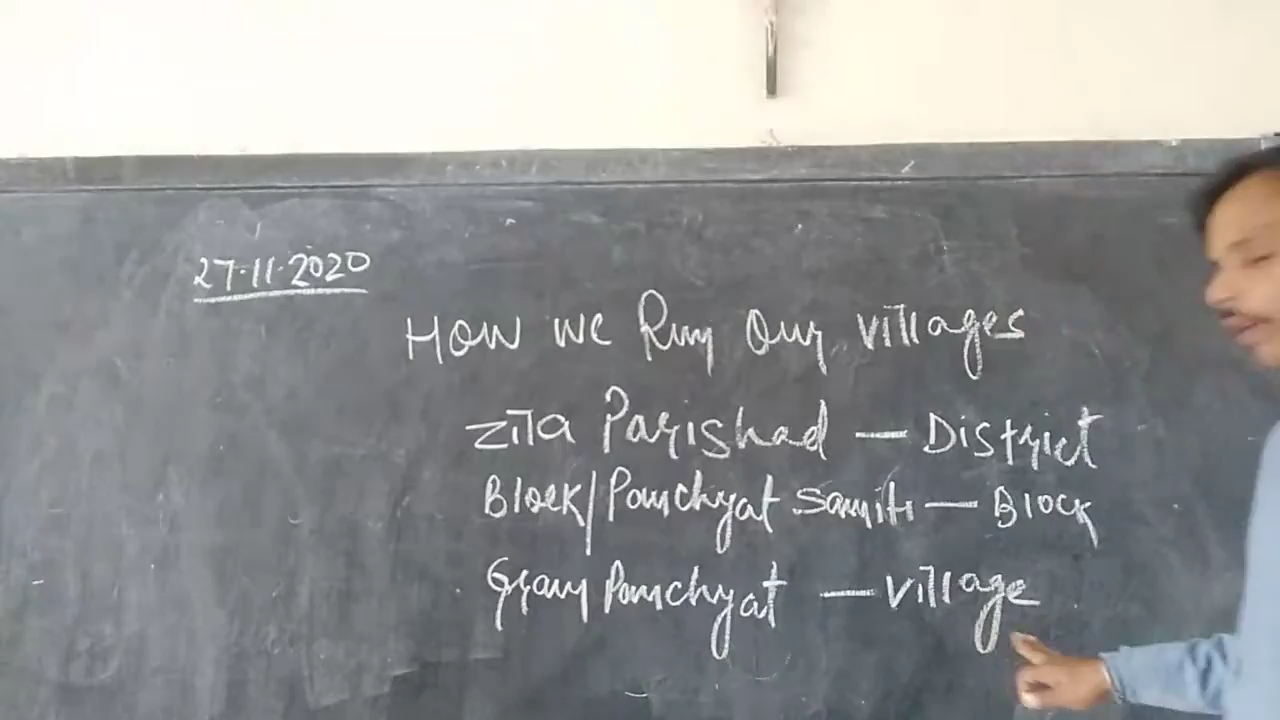 27.11.2020
How we Run Our villages
Zila Parishad — District
Block/Panchyat Samiti — Block
Gram Panchyat — village